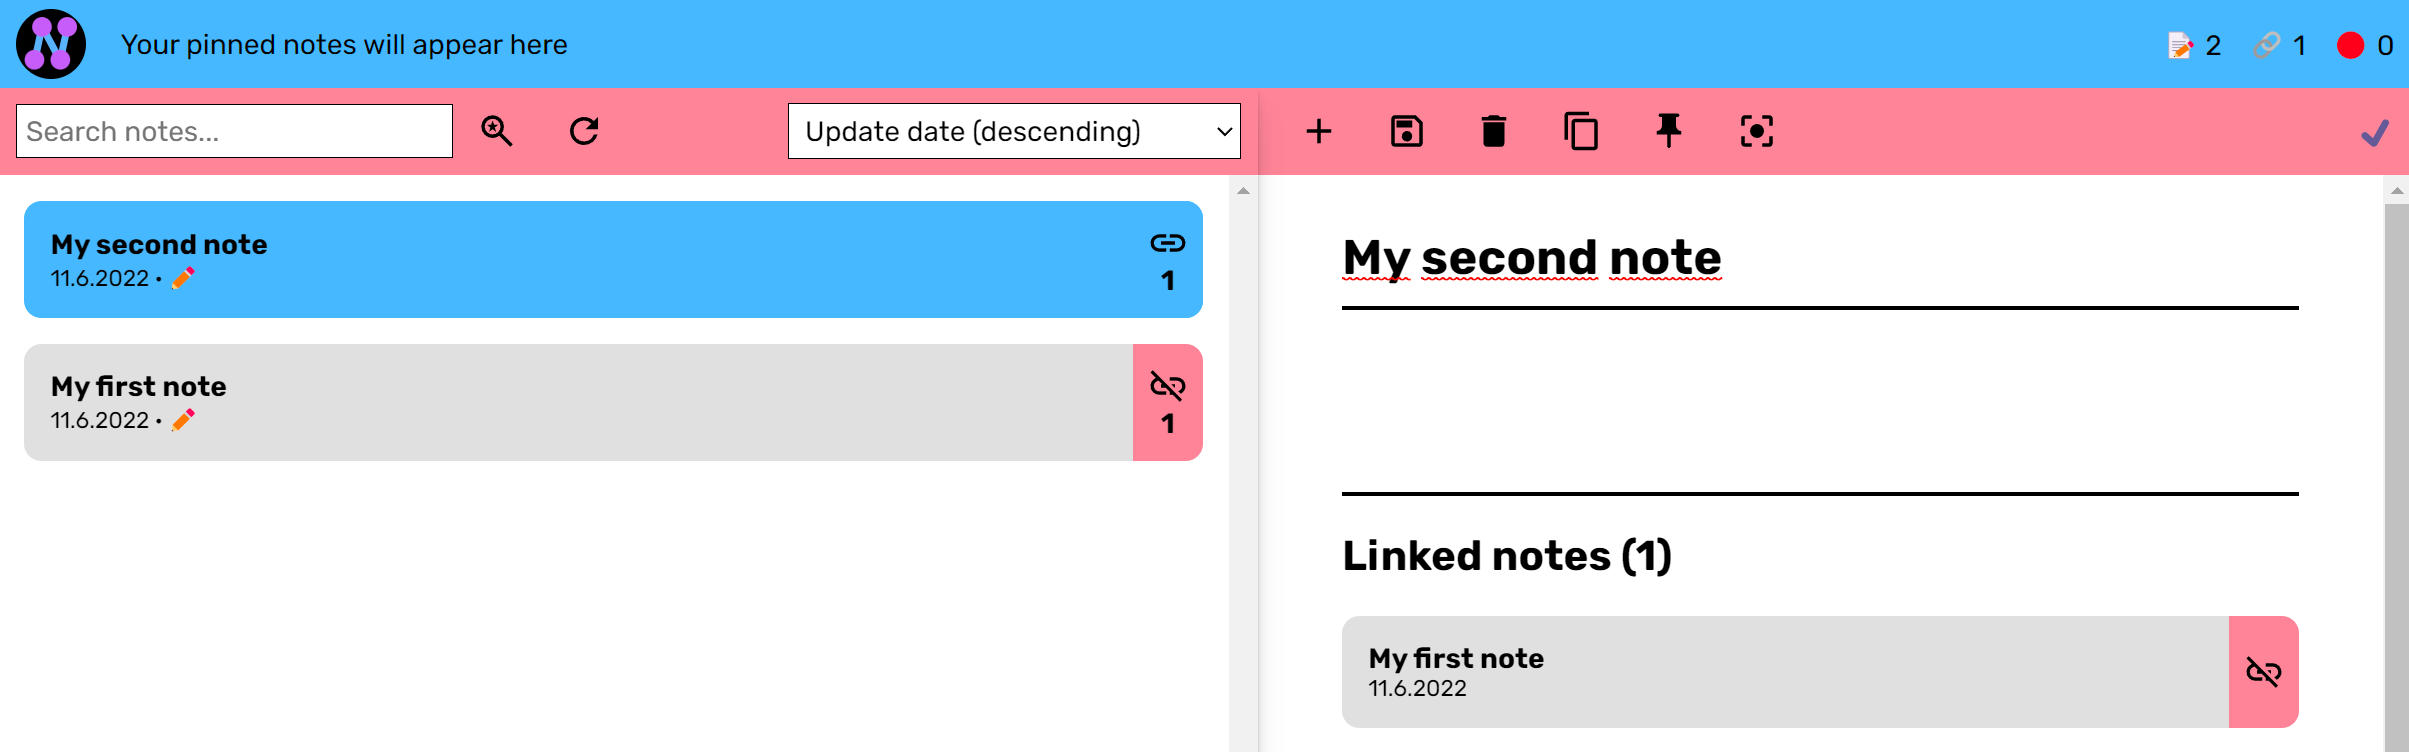 Your pinned notes will appear here
2
1
0
Search notes...
Update date (descending)
My second note
11.6.2022 •
1
My first note
11.6.2022 •
1
My second note
Linked notes (1)
My first note
11.6.2022